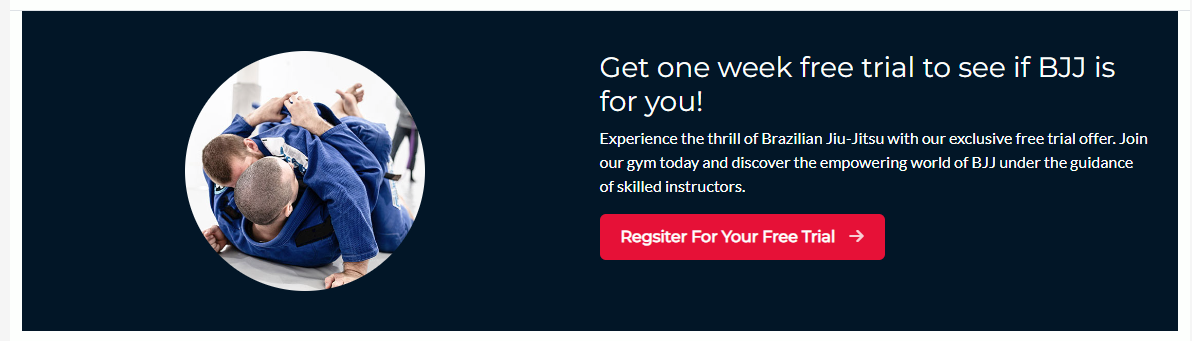 Get one week free trial to see if BJJ is
for you!
Experience the thrill of Brazilian Jiu-Jitsu with our exclusive free trial offer. Join
our gym today and discover the empowering world of BJJ under the guidance
of skilled instructors.
Regsiter For Your Free Trial →